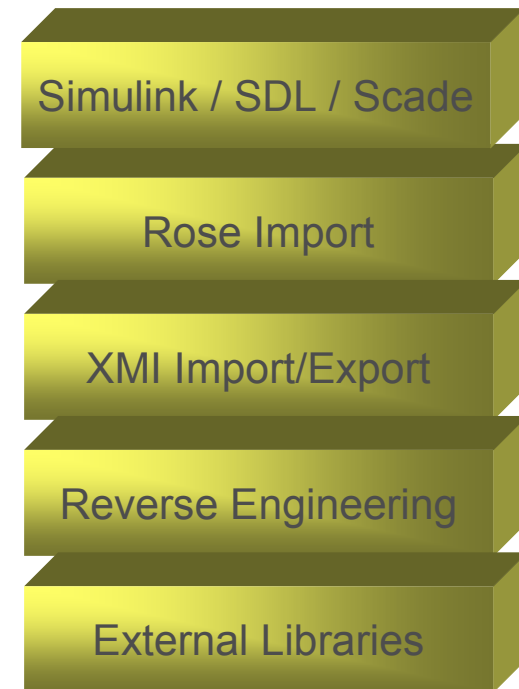 Simulink / SDL / Scade
Rose Import
XMI Import/Export
Reverse Engineering
External Libraries